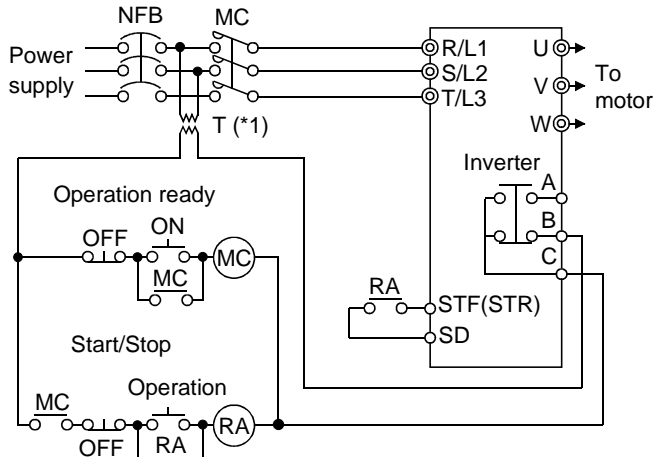 NFB
MC
Power
supply
T (*1)
R/L1
S/L2
T/L3
U
V
W
To
motor
Inverter
A
B
C
Operation ready
OFF
ON
MC
MC
RA
STF(STR)
SD
Start/Stop
Operation
MC
OFF
RA
RA